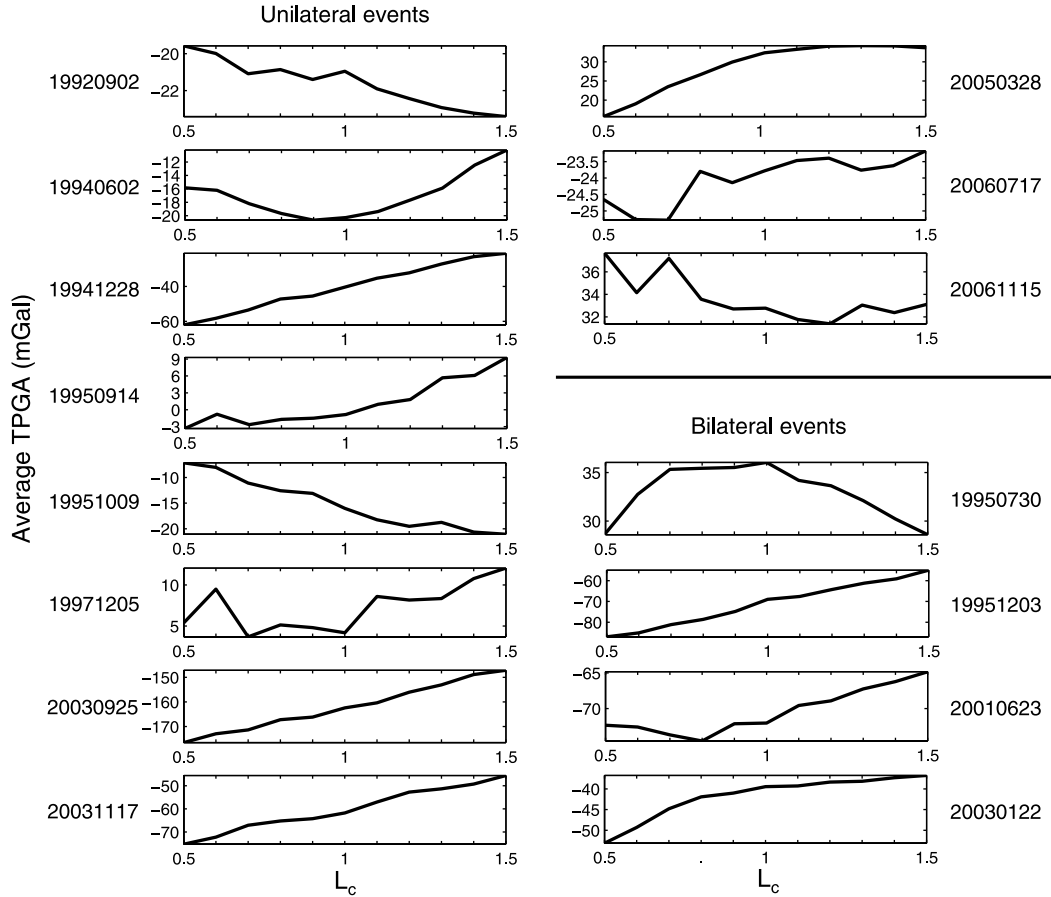 Unilateral events
Average TPGA (mGal)
19920902
−20
−22
0.5 1 1.5
19940602
−12
−16
−20
0.5 1 1.5
19941228
−40
−60
0.5 1 1.5
19950914
9
6
3
0
−3
0.5 1 1.5
19951009
−10
−15
−20
0.5 1 1.5
19971205
10
5
0.5 1 1.5
20030925
−150
−160
−170
0.5 1 1.5
20031117
−50
−60
−70
0.5 1 1.5
L_c
20050328
30
25
20
0.5 1 1.5
20060717
−23.5
−24
−24.5
−25
0.5 1 1.5
20061115
36
34
32
0.5 1 1.5
Bilateral events
19950730
35
30
0.5 1 1.5
19951203
−60
−70
−80
0.5 1 1.5
20010623
−65
−70
0.5 1 1.5
20030122
−40
−45
−50
0.5 . 1 1.5
L_c